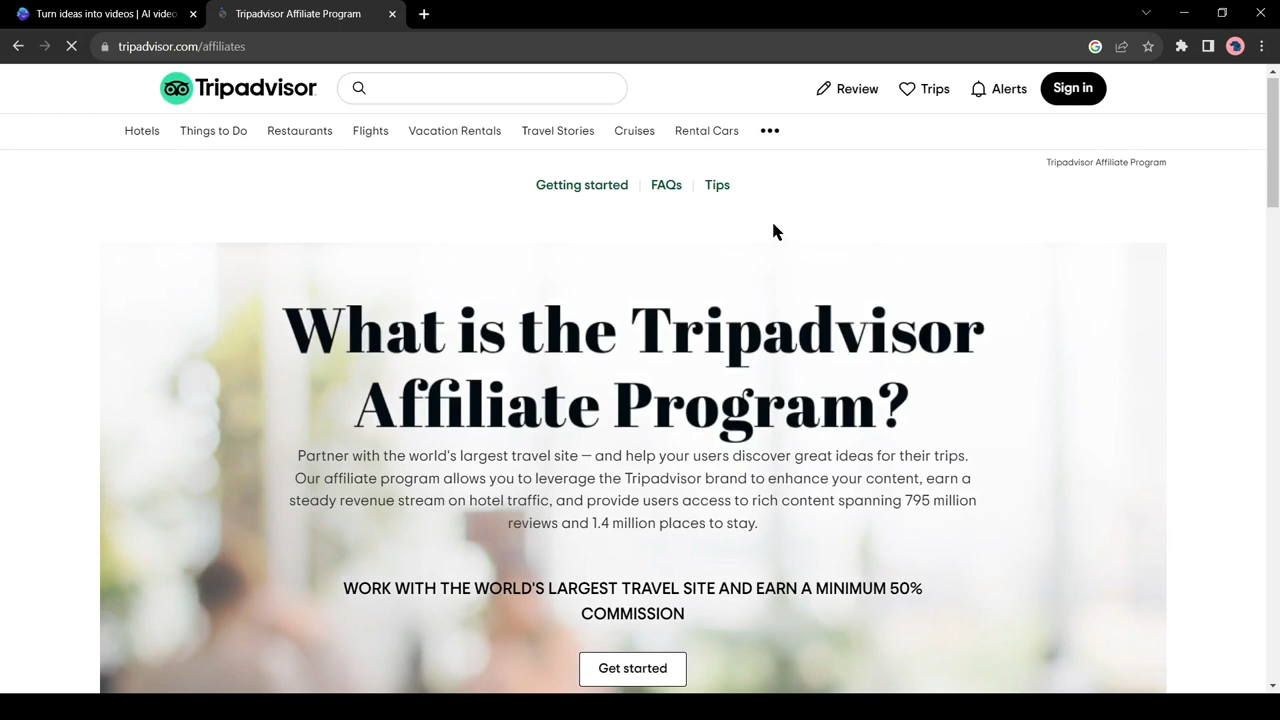 Turn ideas into videos | AI video
Tripadvisor Affiliate Program
tripadvisor.com/affiliates
Tripadvisor
Review
Trips
Alerts
Sign in
Hotels
Things to Do
Restaurants
Flights
Vacation Rentals
Travel Stories
Cruises
Rental Cars
Tripadvisor Affiliate Program
Getting started
FAQs
Tips
What is the Tripadvisor
Affiliate Program?
Partner with the world's largest travel site — and help your users discover great ideas for their trips.
Our affiliate program allows you to leverage the Tripadvisor brand to enhance your content, earn a
steady revenue stream on hotel traffic, and provide users access to rich content spanning 795 million
reviews and 1.4 million places to stay.
WORK WITH THE WORLD'S LARGEST TRAVEL SITE AND EARN A MINIMUM 50%
COMMISSION
Get started